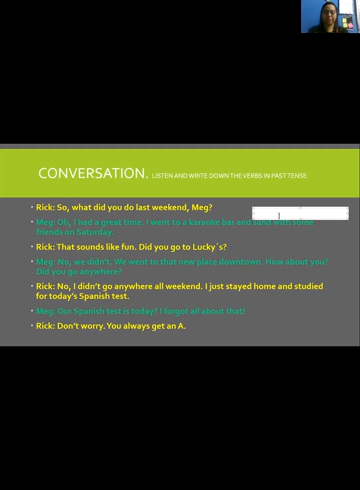 CONVERSATION. LISTEN AND WRITE DOWN THE VERBS IN PAST TENSE
• Rick: So, what did you do last weekend, Meg?
• Meg: Oh, I had a great time. I went to a karaoke bar and sand with some
friends on Saturday.
• Rick: That sounds like fun. Did you go to Lucky´s?
• Meg: No, we didn't. We went to that new place downtown. How about you?
Did you go anywhere?
• Rick: No, I didn't go anywhere all weekend. I just stayed home and studied
for today's Spanish test.
• Meg: Our Spanish test is today? I forgot all about that!
• Rick: Don't worry. You always get an A.